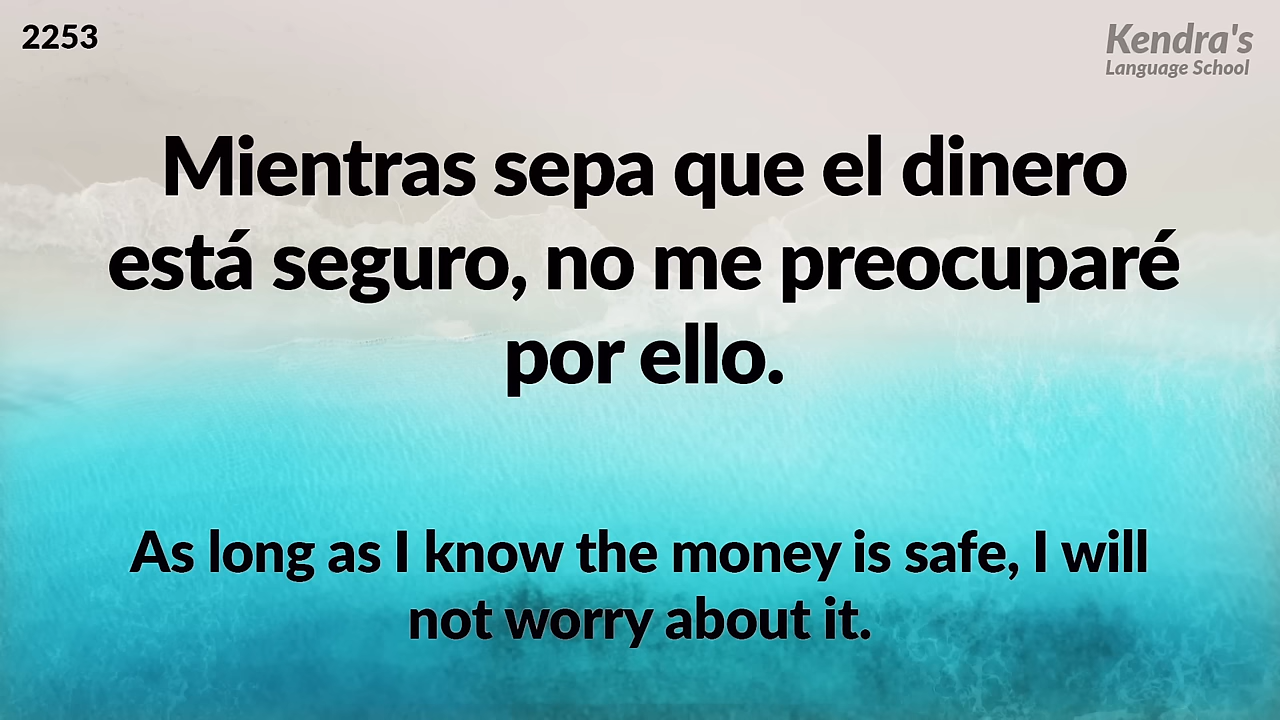 2253
Kendra's
Language School
Mientras sepa que el dinero
está seguro, no me preocuparé
por ello.
As long as I know the money is safe, I will
not worry about it.